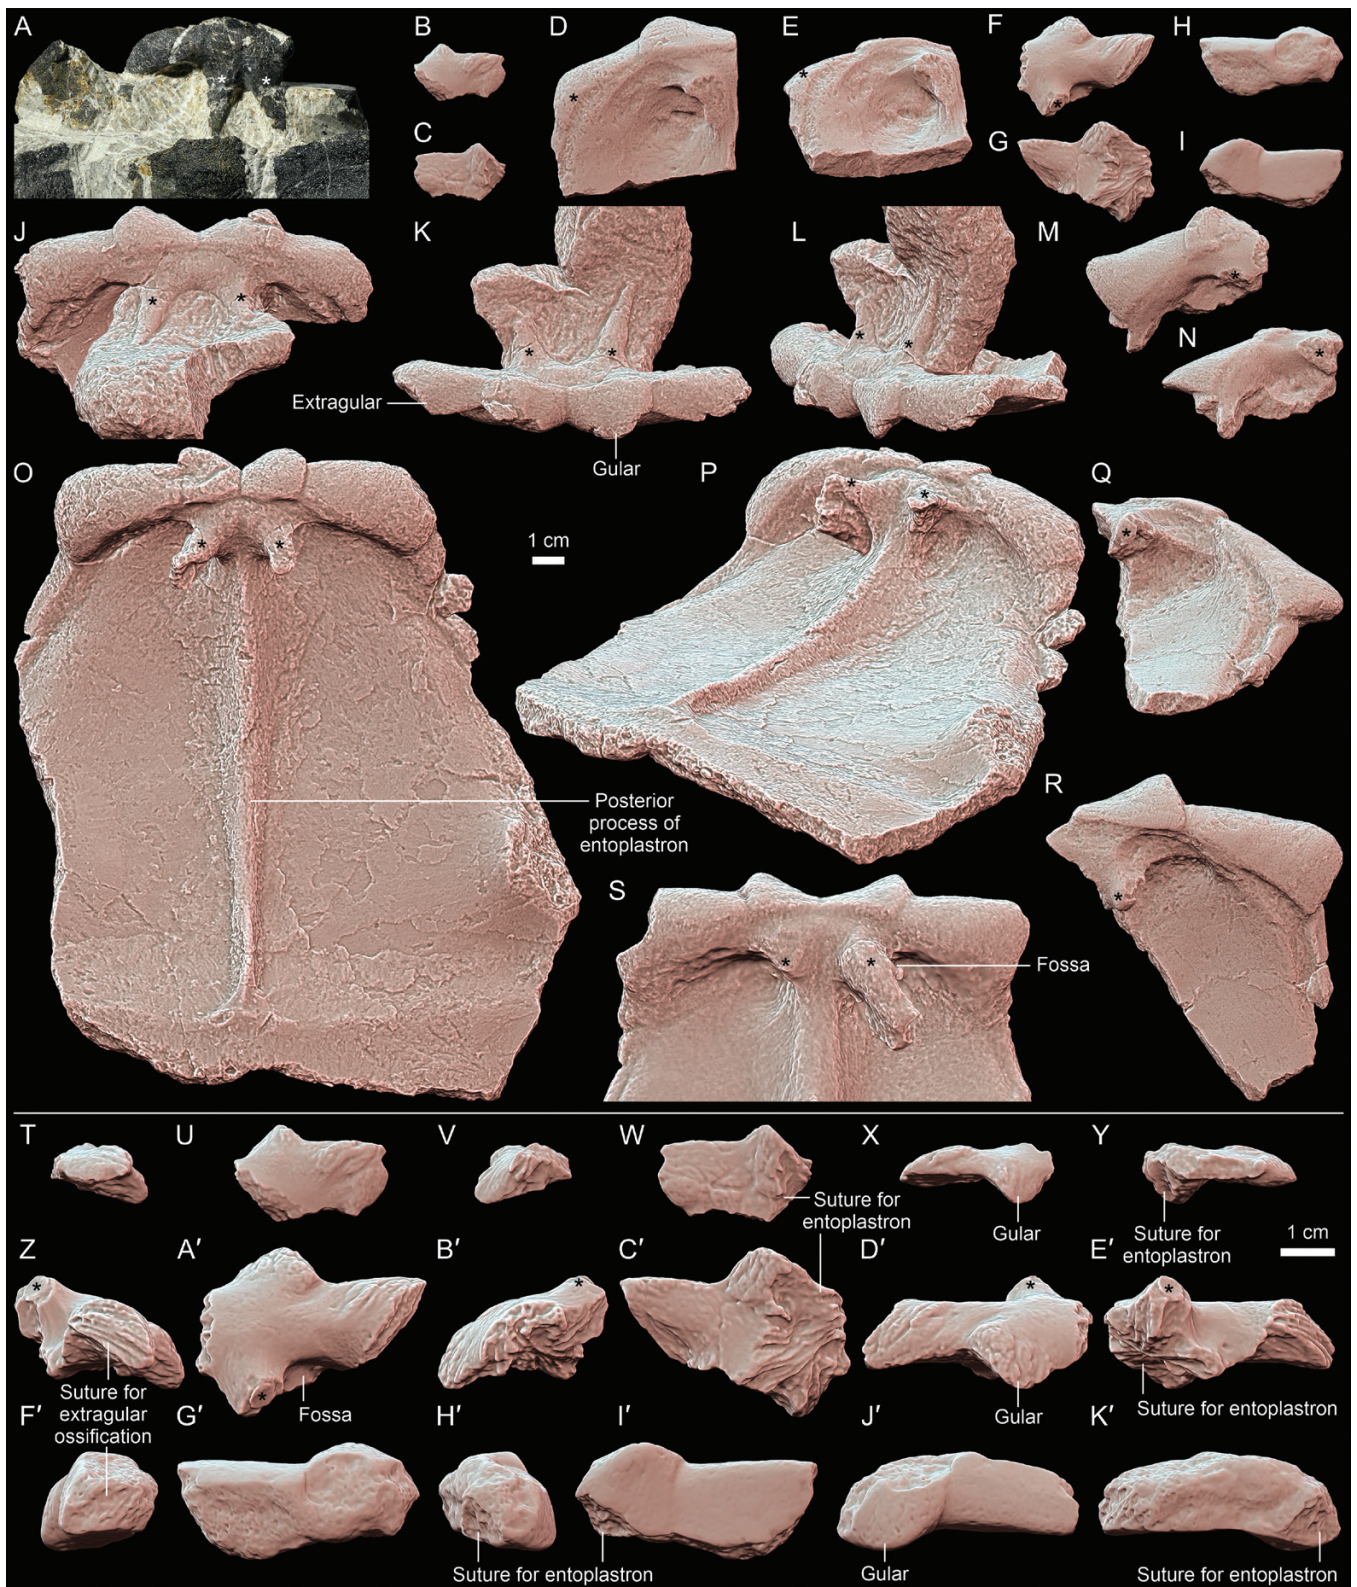 A
B
D
E
F
H
C
G
I
J
K
L
M
N
Extragular
Gular
O
P
Q
1 cm
R
Posterior
process of
entoplastron
S
Fossa
T
U
V
W
X
Y
Suture for
entoplastron
Gular
Suture for
entoplastron
1 cm
Z
A′
B′
C′
D′
E′
Suture for
extragular
ossification
Fossa
Gular
Suture for entoplastron
F′
G′
H′
I′
J′
K′
Suture for entoplastron
Gular
Suture for entoplastron